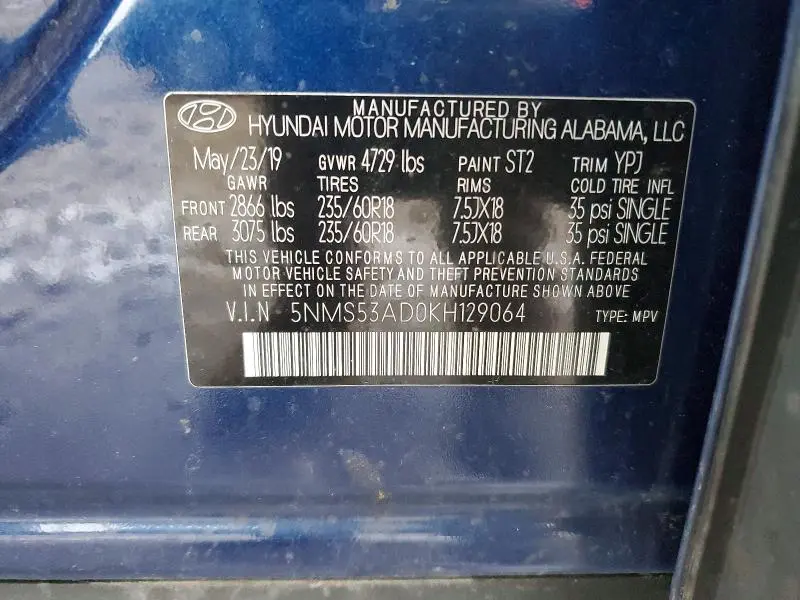 MANUFACTURED BY
HYUNDAI MOTOR MANUFACTURING ALABAMA, LLC
May/23/19 GVWR 4729 lbs PAINT ST2 TRIM YPJ
GAWR TIRES RIMS COLD TIRE INFL
FRONT 2866 lbs 235/60R18 7.5JX18 35 psi SINGLE
REAR 3075 lbs 235/60R18 7.5JX18 35 psi SINGLE
THIS VEHICLE CONFORMS TO ALL APPLICABLE U.S.A. FEDERAL
MOTOR VEHICLE SAFETY AND THEFT PREVENTION STANDARDS
IN EFFECT ON THE DATE OF MANUFACTURE SHOWN ABOVE.
V.I.N 5NMS53AD0KH129064 TYPE: MPV